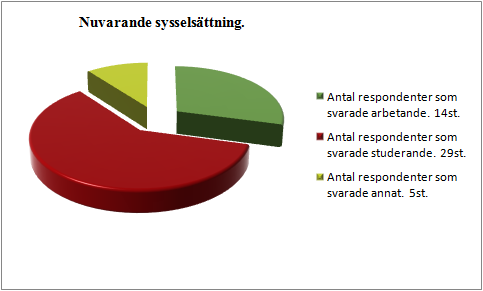 Nuvarande sysselsättning.
Antal respondenter som
svarade arbetande. 14st.
Antal respondenter som
svarade studerande. 29st.
Antal respondenter som
svarade annat. 5st.